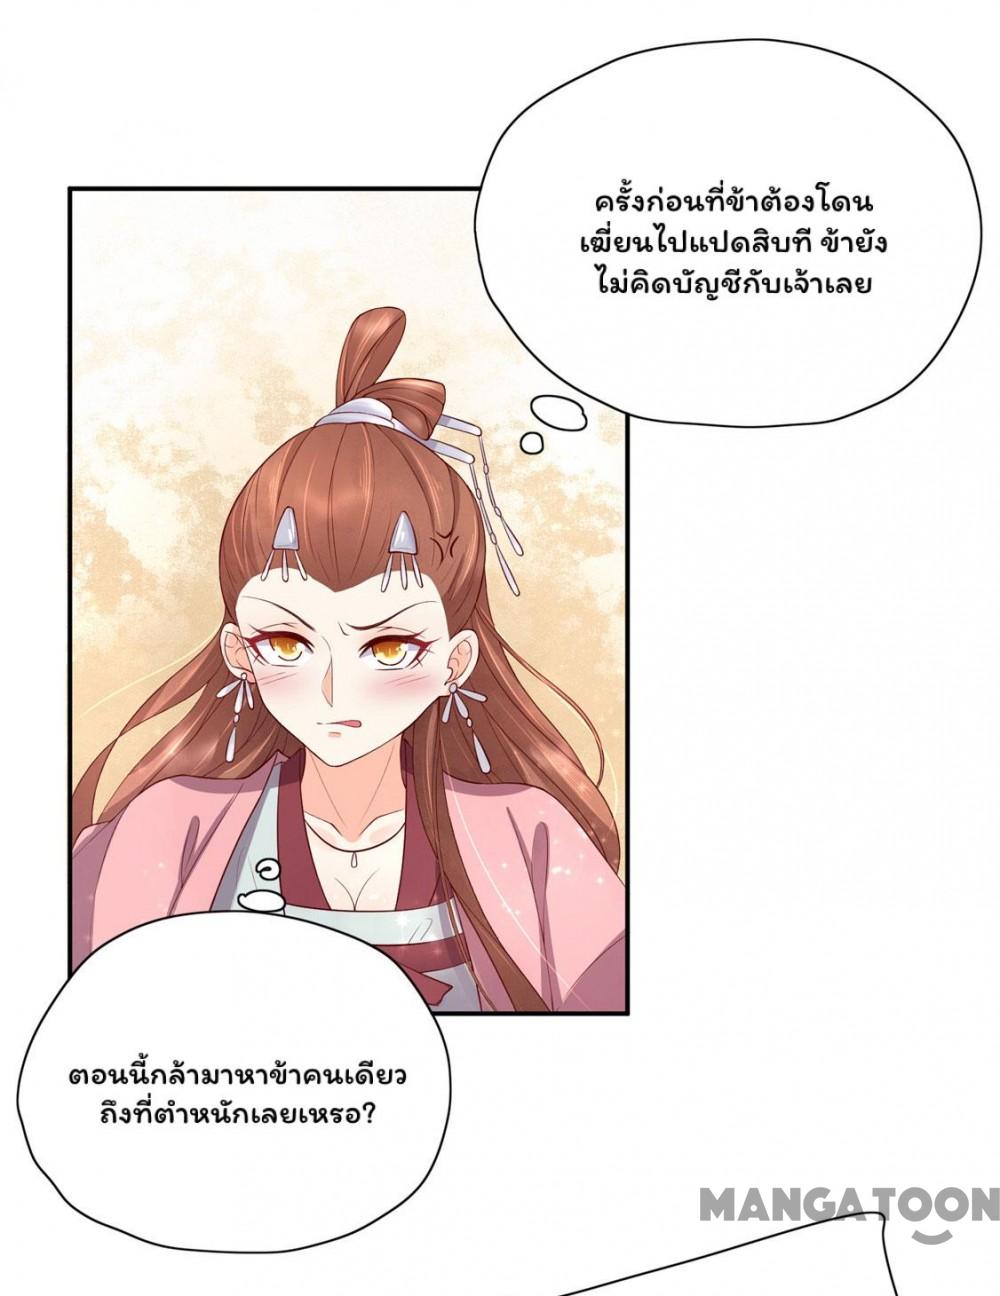 ครั้งก่อนที่ข้าต้องโดน
เฆี่ยนไปแปดสิบที ข้ายัง
ไม่คิดบัญชีกับเจ้าเลย
ตอนนี้กล้ามาหาข้าคนเดียว
ถึงที่ตำหนักเลยเหรอ?
MANGATOON